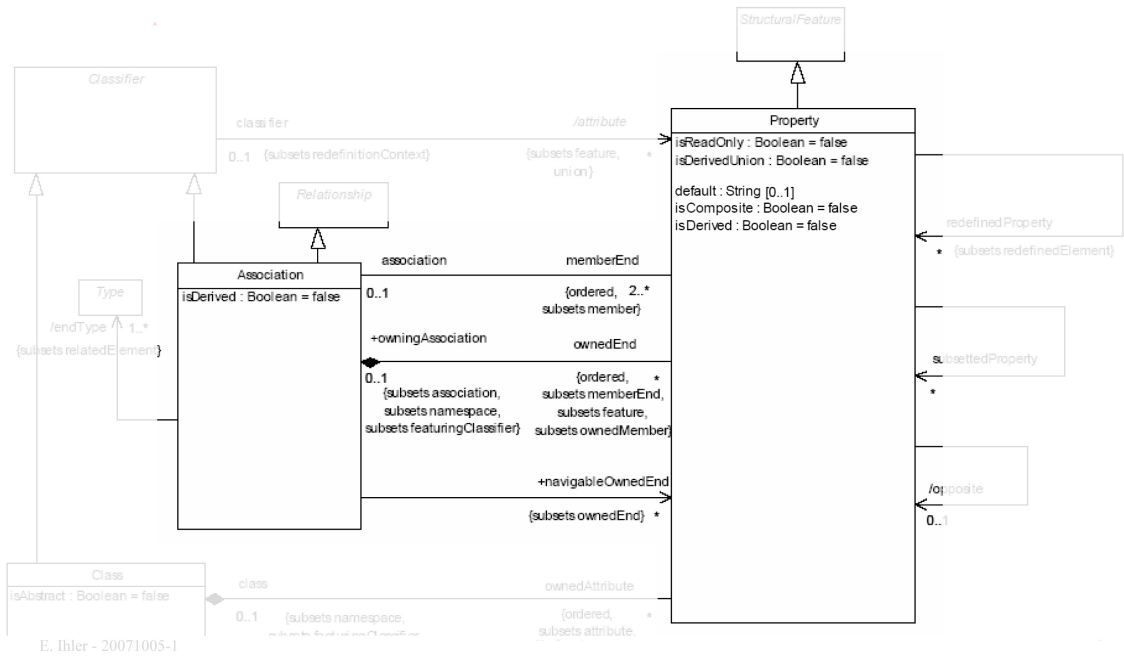 StructuralFeature
Classifier
classifier
/attribute
0..1 {subsets redefinitionContext}
{subsets feature, *
union}
Property
isReadOnly : Boolean = false
isDerivedUnion : Boolean = false
default : String [0..1]
isComposite : Boolean = false
isDerived : Boolean = false
redefinedProperty
* {subsets redefinedElement}
Relationship
association
memberEnd
Association
isDerived : Boolean = false
0..1
{ordered, 2..*
subsets member}
Type
/endType 1..*
{subsets relatedElement}
+owningAssociation
ownedEnd
0..1
{subsets association,
subsets namespace,
subsets featuringClassifier}
{ordered, *
subsets memberEnd,
subsets feature,
subsets ownedMember}
subsettedProperty
*
+navigableOwnedEnd
{subsets ownedEnd} *
/opposite
0..1
Class
isAbstract : Boolean = false
class
ownedAttribute
0..1 {subsets namespace,
subsets featuringClassifier
{ordered, *
subsets attribute,
E. Ihler - 20071005-1